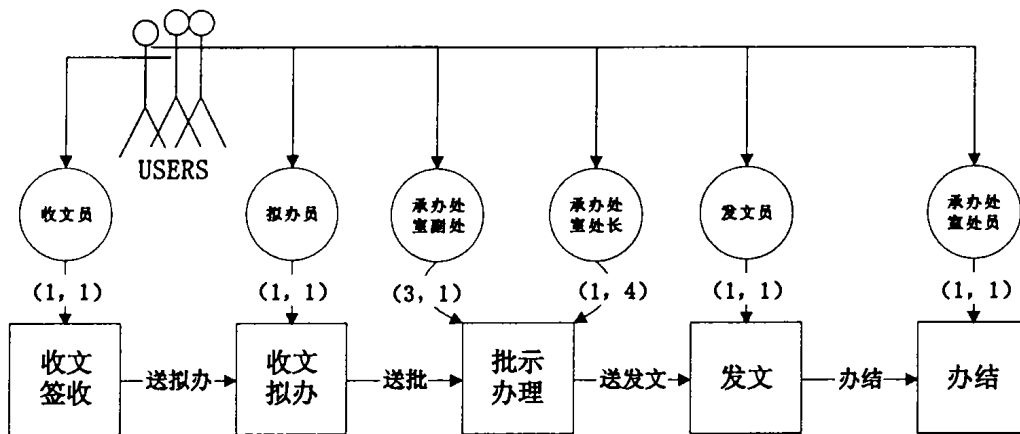 USERS
收文员
拟办员
承办处
室副处
承办处
室处长
发文员
承办处
室处员
(1, 1)
(1, 1)
(3, 1)
(1, 4)
(1, 1)
(1, 1)
收文
签收
送拟办
收文
拟办
送批
批示
办理
送发文
发文
办结
办结